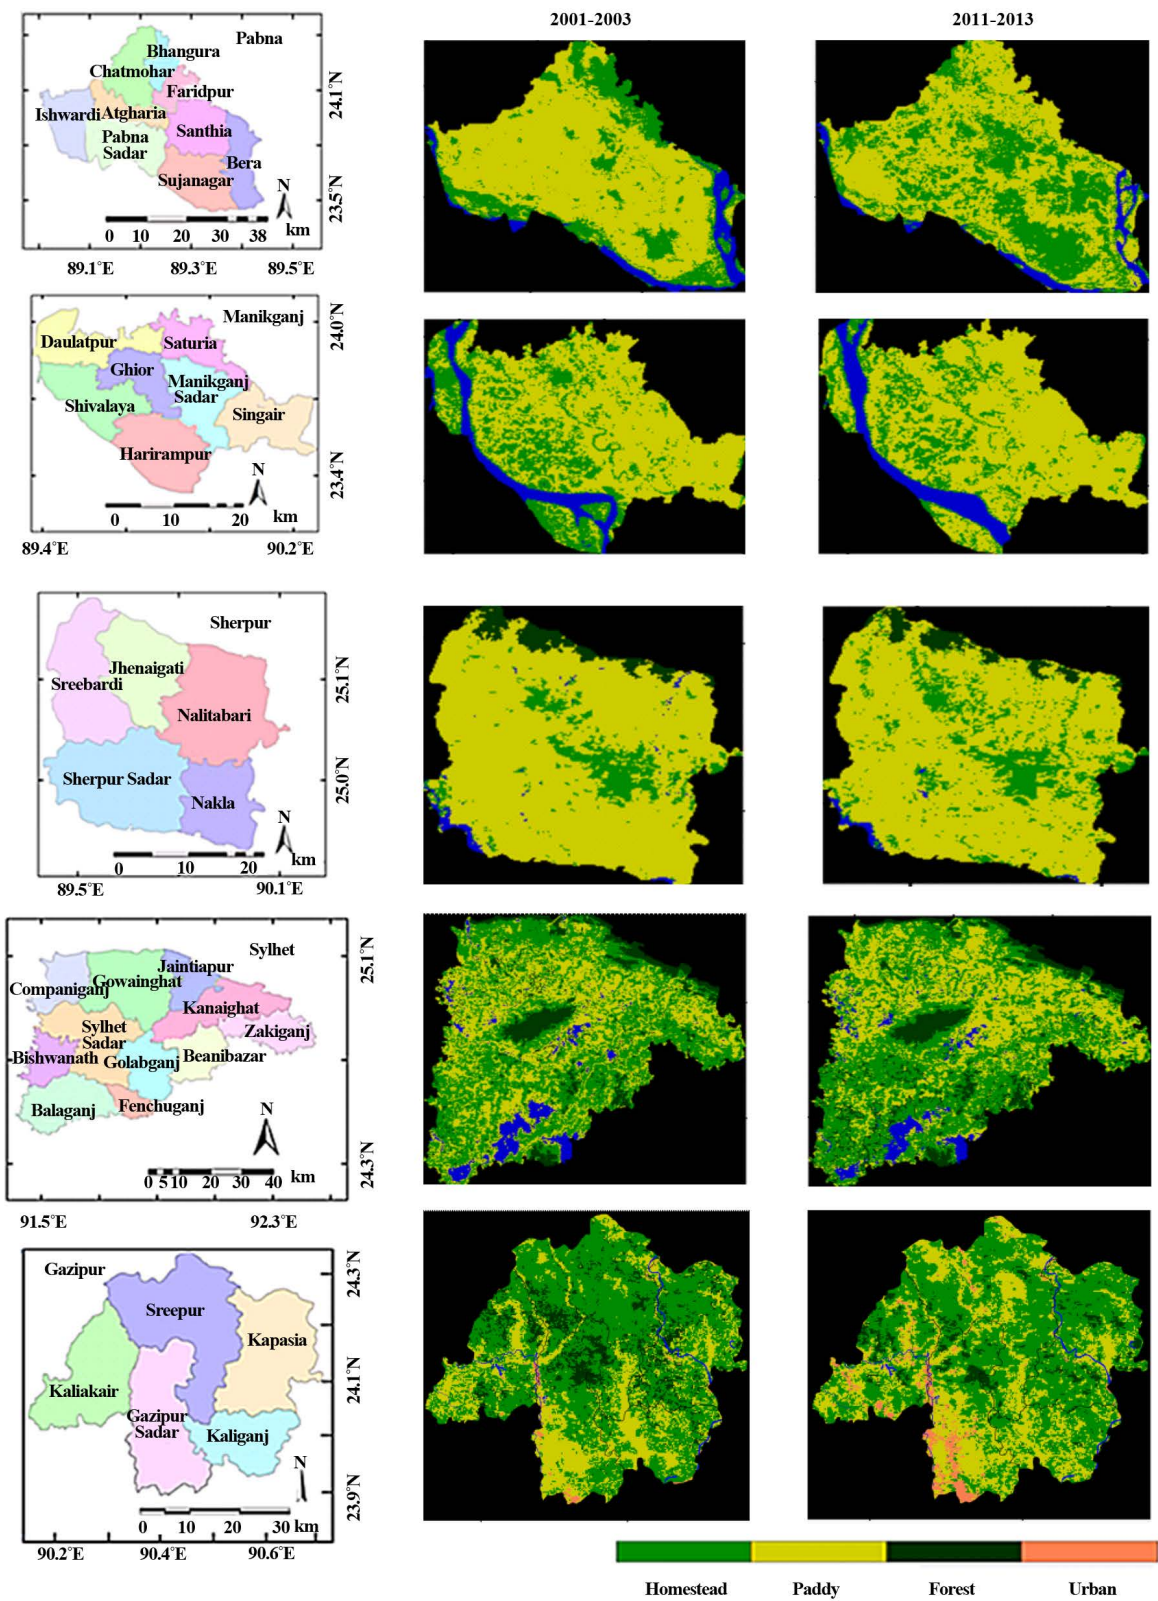 2001-2003
2011-2013
Pabna
Bhangura
Chatmohar
Faridpur
Ishwardi
Atgharia
Santhia
Pabna
Sadar
Bera
Sujanagar
N
0 10 20 30 38 km
24.1°N
23.5°N
89.1°E 89.3°E 89.5°E
Manikganj
Daulatpur
Saturia
Ghior
Manikganj
Sadar
Shivalaya
Singair
Harirampur
N
0 10 20 km
24.0°N
23.4°N
89.4°E 90.2°E
Sherpur
Jhenaigati
Sreebardi
Nalitabari
Sherpur Sadar
Nakla
N
0 10 20 km
25.1°N
25.0°N
89.5°E 90.1°E
Sylhet
Jaintiapur
Gowainghat
Companiganj
Kanaighat
Sylhet
Sadar
Zakiganj
Bishwanath
Golabganj
Beanibazar
Balaganj
Fenchuganj
N
0 5 10 20 30 40 km
25.1°N
24.3°N
91.5°E 92.3°E
Gazipur
Sreepur
Kapasia
Kaliakair
Gazipur
Sadar
Kaliganj
N
0 10 20 30 km
24.3°N
24.1°N
23.9°N
90.2°E 90.4°E 90.6°E
Homestead Paddy Forest Urban